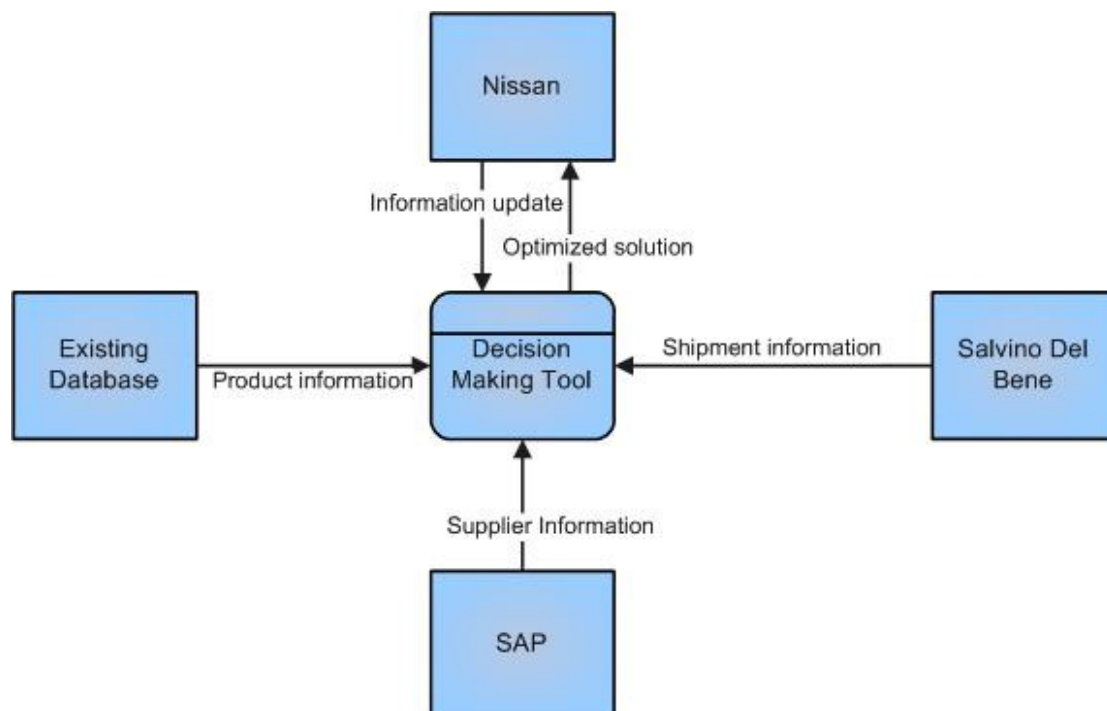 Nissan
Information update
Optimized solution
Existing
Database
Product information
Decision
Making Tool
Shipment information
Salvino Del
Bene
Supplier Information
SAP